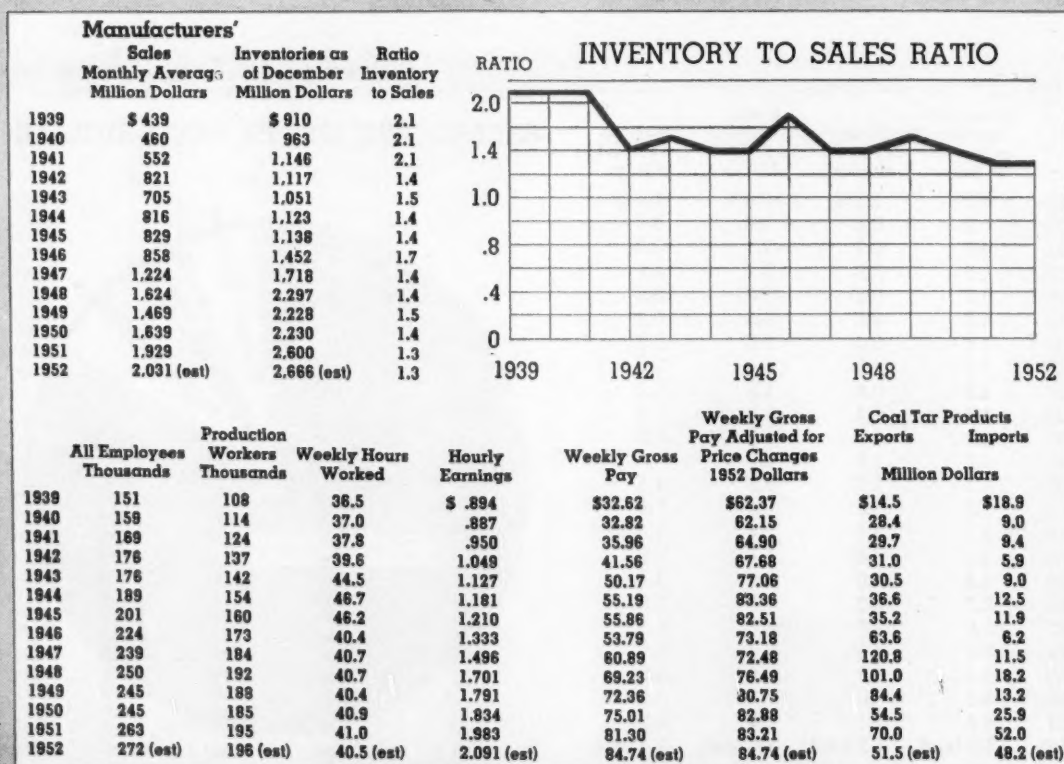 Manufacturers'
Sales Inventories as Ratio
Monthly Average of December Inventory
Million Dollars Million Dollars to Sales
1939 $ 439 $ 910 2.1
1940 460 963 2.1
1941 552 1,146 2.1
1942 821 1,117 1.4
1943 705 1,051 1.5
1944 816 1,123 1.4
1945 829 1,138 1.4
1946 858 1,452 1.7
1947 1,224 1,718 1.4
1948 1,624 2,297 1.4
1949 1,469 2,228 1.5
1950 1,639 2,230 1.4
1951 1,929 2,600 1.3
1952 2,031 (est) 2,666 (est) 1.3
RATIO INVENTORY TO SALES RATIO
2.0
1.4
1.0
.8
.4
0
1939 1942 1945 1948 1952
Weekly Gross Coal Tar Products
Production Pay Adjusted for Exports Imports
All Employees Workers Weekly Hours Hourly Weekly Gross Price Changes
Thousands Thousands Worked Earnings Pay 1952 Dollars Million Dollars
1939 151 108 36.5 $ .894 $32.62 $62.37 $14.5 $18.9
1940 159 114 37.0 .887 32.82 62.15 28.4 9.0
1941 169 124 37.8 .950 35.96 64.90 29.7 9.4
1942 176 137 39.6 1.049 41.56 67.68 31.0 5.9
1943 176 142 44.5 1.127 50.17 77.06 30.5 9.0
1944 189 154 46.7 1.181 55.19 83.36 36.6 12.5
1945 201 160 46.2 1.210 55.86 82.51 35.2 11.9
1946 224 173 40.4 1.333 53.79 73.18 63.6 6.2
1947 239 184 40.7 1.496 60.89 72.48 120.8 11.5
1948 250 192 40.7 1.701 69.23 76.49 101.0 18.2
1949 245 188 40.4 1.791 72.36 80.75 84.4 13.2
1950 245 185 40.9 1.834 75.01 82.88 54.5 25.9
1951 263 195 41.0 1.983 81.30 83.21 70.0 52.0
1952 272 (est) 196 (est) 40.5 (est) 2.091 (est) 84.74 (est) 84.74 (est) 51.5 (est) 48.2 (est)